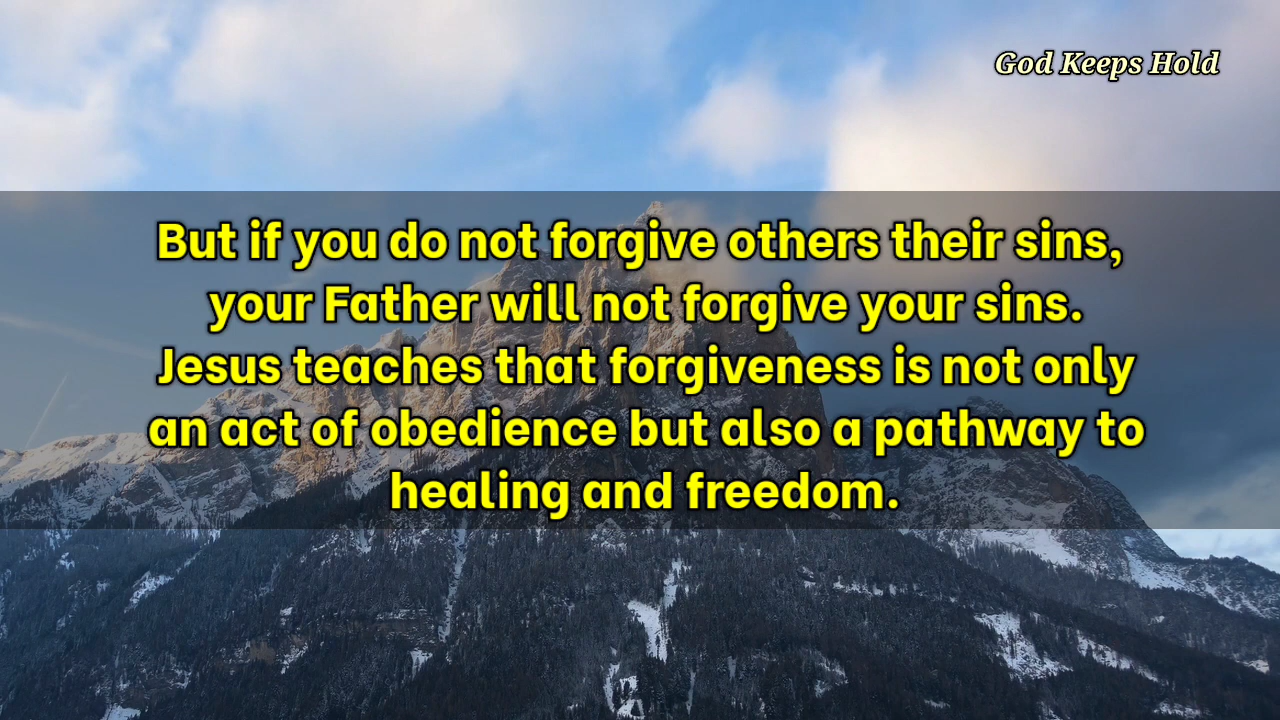 God Keeps Hold
But if you do not forgive others their sins,
your Father will not forgive your sins.
Jesus teaches that forgiveness is not only
an act of obedience but also a pathway to
healing and freedom.